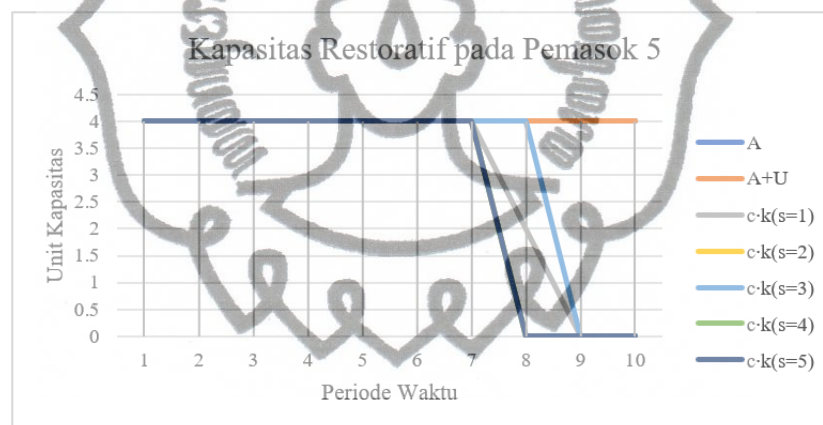 Kapasitas Restoratif pada Pemasok 5
Unit Kapasitas
4.5
4
3.5
3
2.5
2
1.5
1
0.5
0
1 2 3 4 5 6 7 8 9 10
Periode Waktu
A
A+U
c·k(s=1)
c·k(s=2)
c·k(s=3)
c·k(s=4)
c·k(s=5)